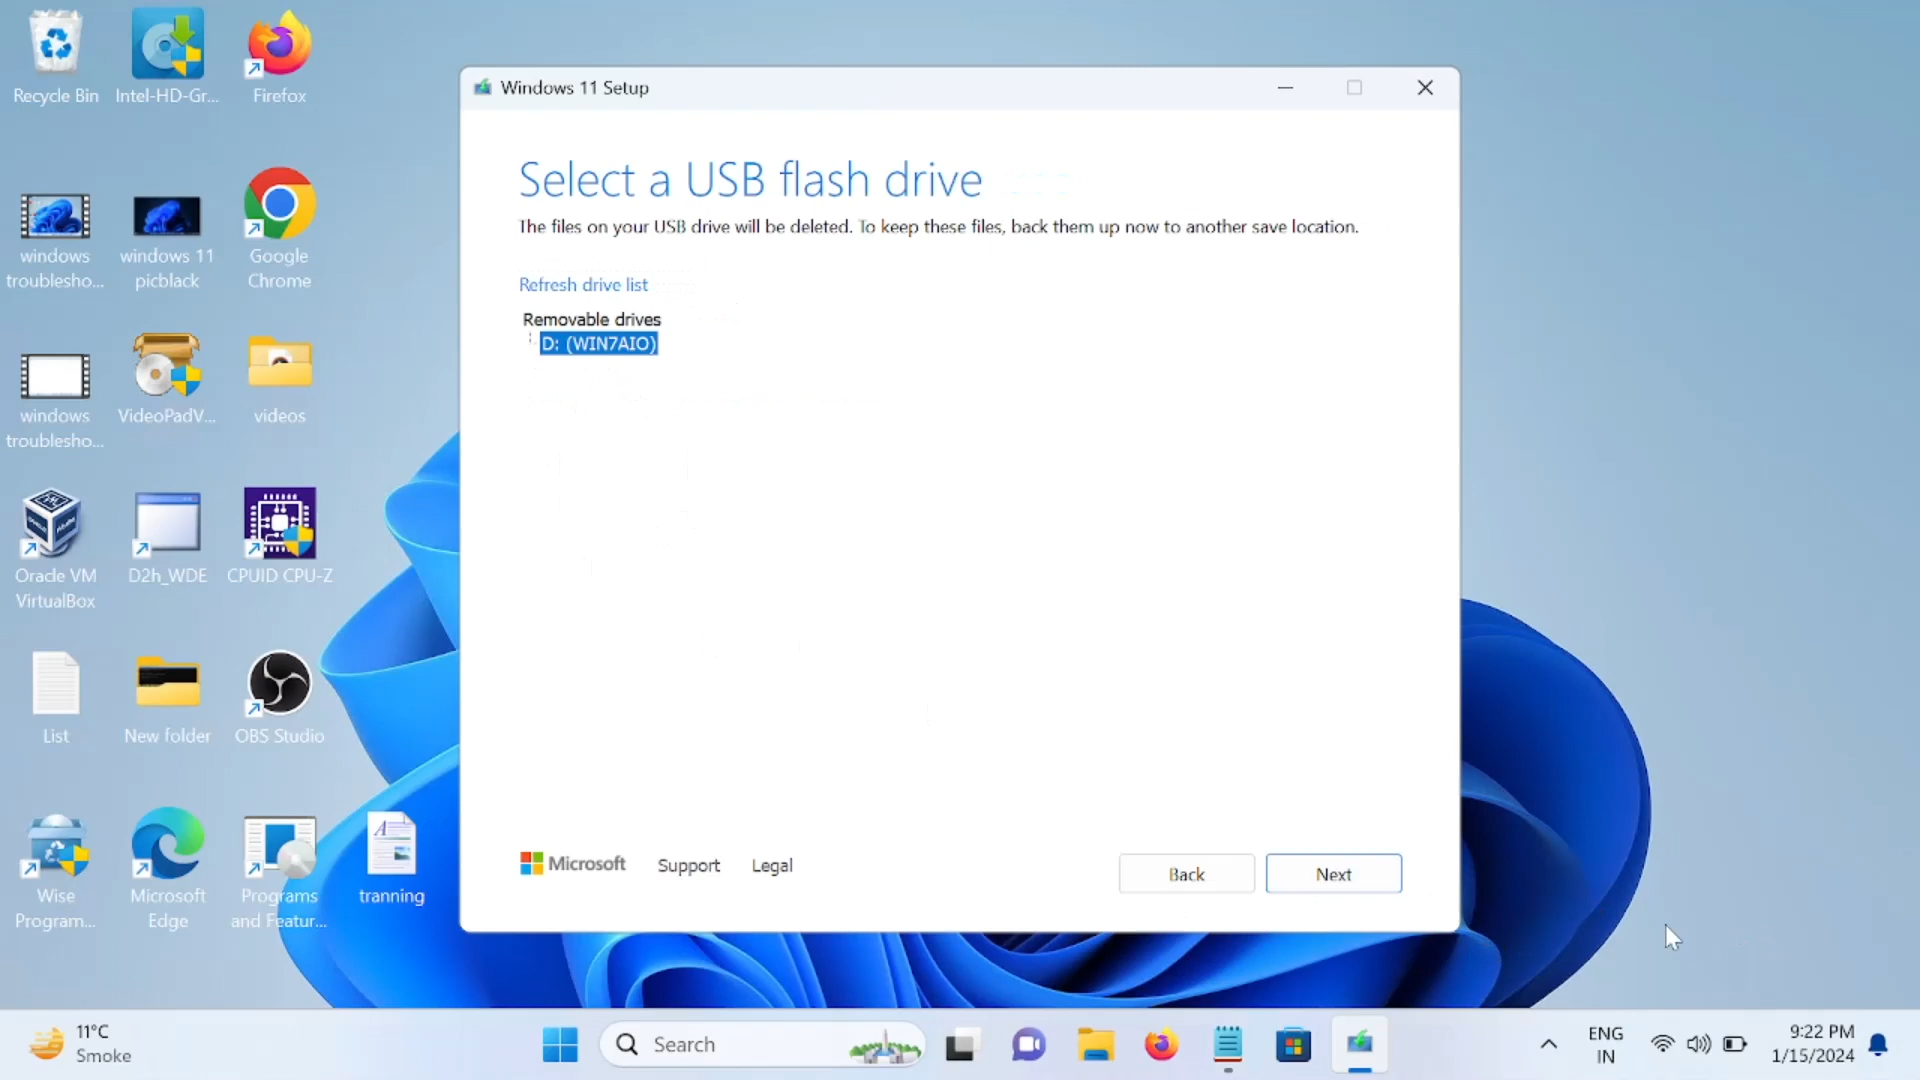 Recycle Bin
Intel-HD-Gr...
Firefox
windows
troublesho...
windows 11
picblack
Google
Chrome
windows
troublesho...
VideoPadV...
videos
Oracle VM
VirtualBox
D2h_WDE
CPUID CPU-Z
List
New folder
OBS Studio
Wise
Program...
Microsoft
Edge
Programs
and Featur...
tranning
Windows 11 Setup
Select a USB flash drive
The files on your USB drive will be deleted. To keep these files, back them up now to another save location.
Refresh drive list
Removable drives
D: (WIN7AIO)
Microsoft
Support
Legal
Back
Next
11°C
Smoke
Search
ENG
IN
9:22 PM
1/15/2024